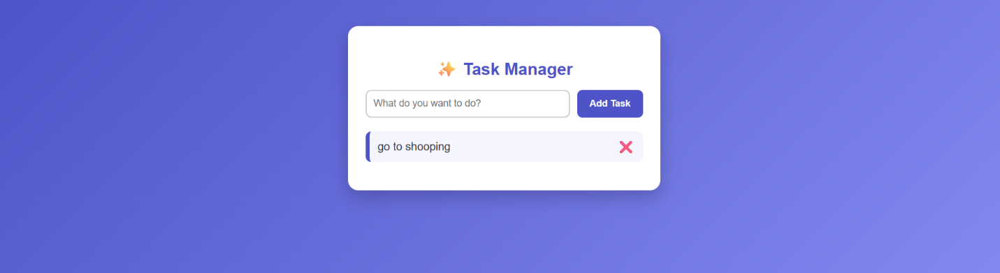 ✨ Task Manager
What do you want to do?
Add Task
go to shooping